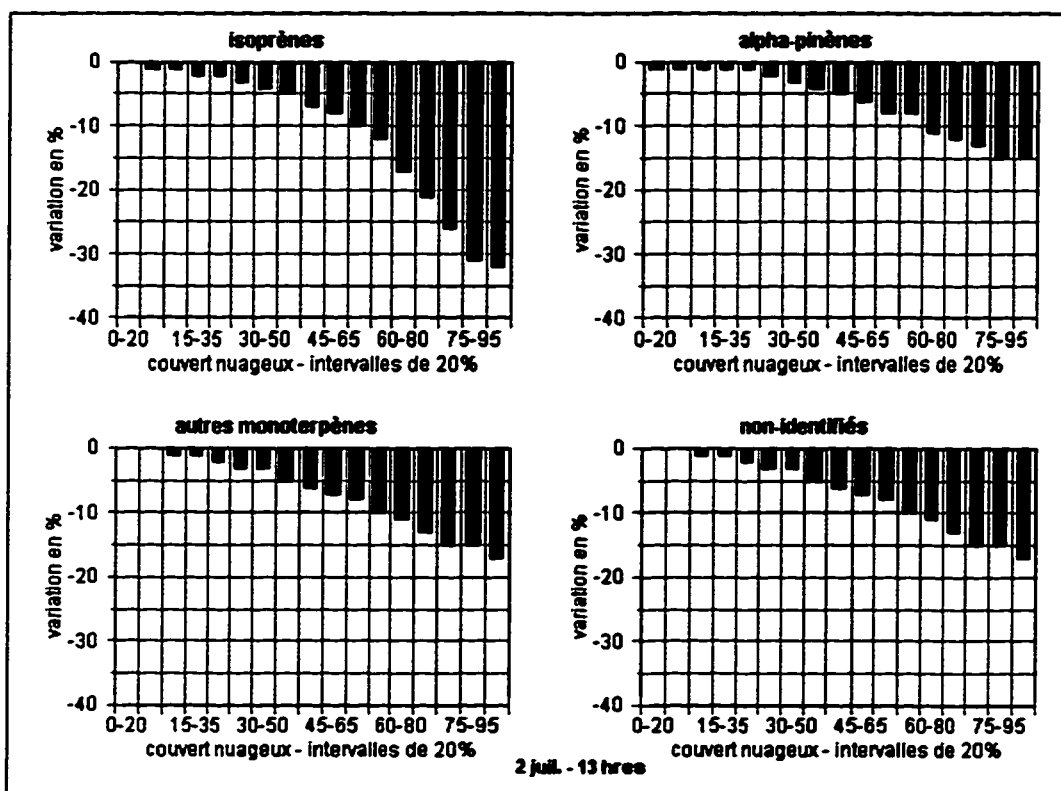 isoprènes
variation en %
0
-10
-20
-30
-40
0-20 15-35 30-50 45-65 60-80 75-95
couvert nuageux - intervalles de 20%
alpha-pinènes
variation en %
0
-10
-20
-30
-40
0-20 15-35 30-50 45-65 60-80 75-95
couvert nuageux - intervalles de 20%
autres monoterpènes
variation en %
0
-10
-20
-30
-40
0-20 15-35 30-50 45-65 60-80 75-95
couvert nuageux - intervalles de 20%
non-identifiés
variation en %
0
-10
-20
-30
-40
0-20 15-35 30-50 45-65 60-80 75-95
couvert nuageux - intervalles de 20%
2 juil. - 13 hres